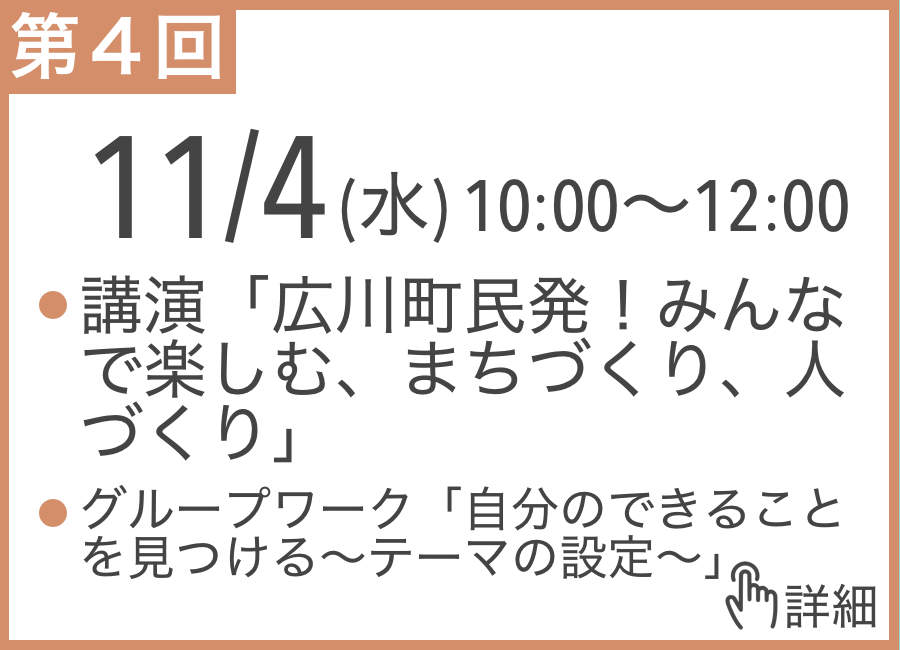 第4回
11/4(水)10:00～12:00
●講演「広川町民発！みんな
で楽しむ、まちづくり、人
づくり」
●グループワーク「自分のできること
を見つける～テーマの設定～」
詳細